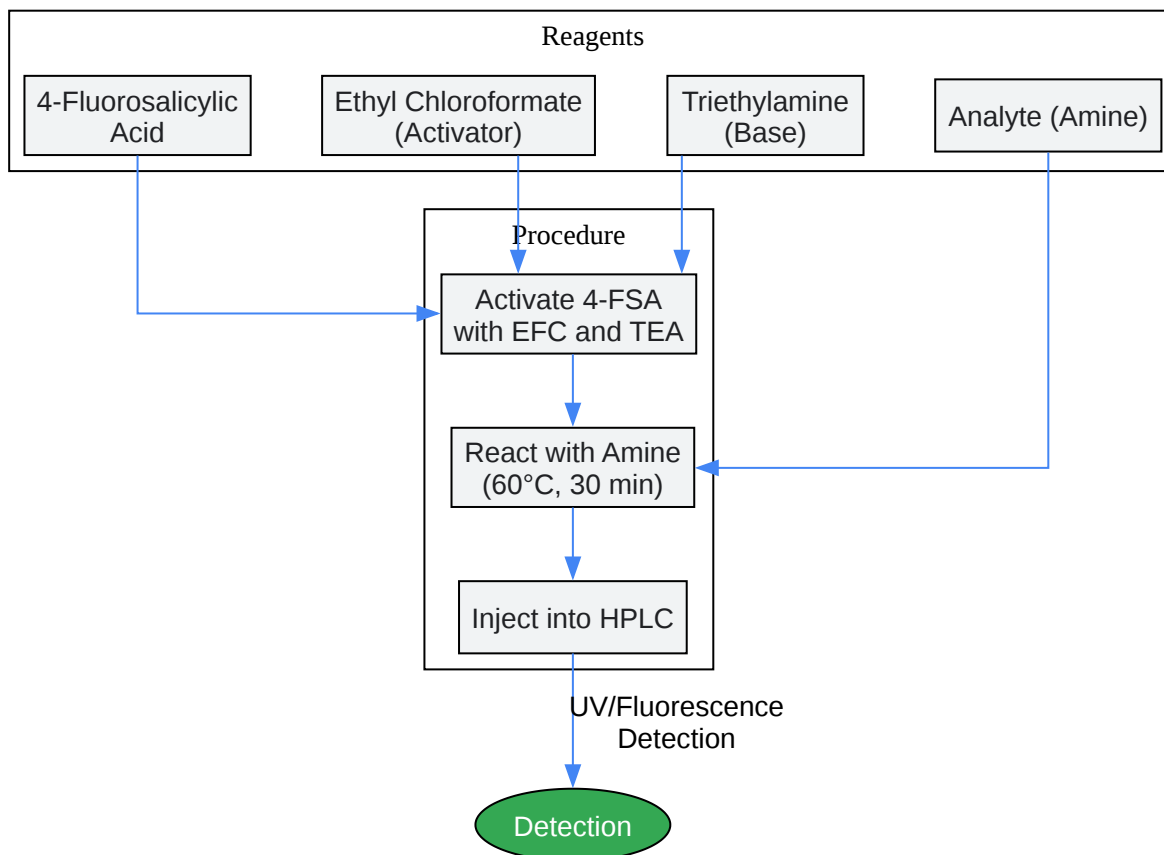 Reagents
4-Fluorosalicylic
Acid
Ethyl Chloroformate
(Activator)
Triethylamine
(Base)
Analyte (Amine)
Procedure
Activate 4-FSA
with EFC and TEA
React with Amine
(60°C, 30 min)
Inject into HPLC
UV/Fluorescence
Detection
Detection